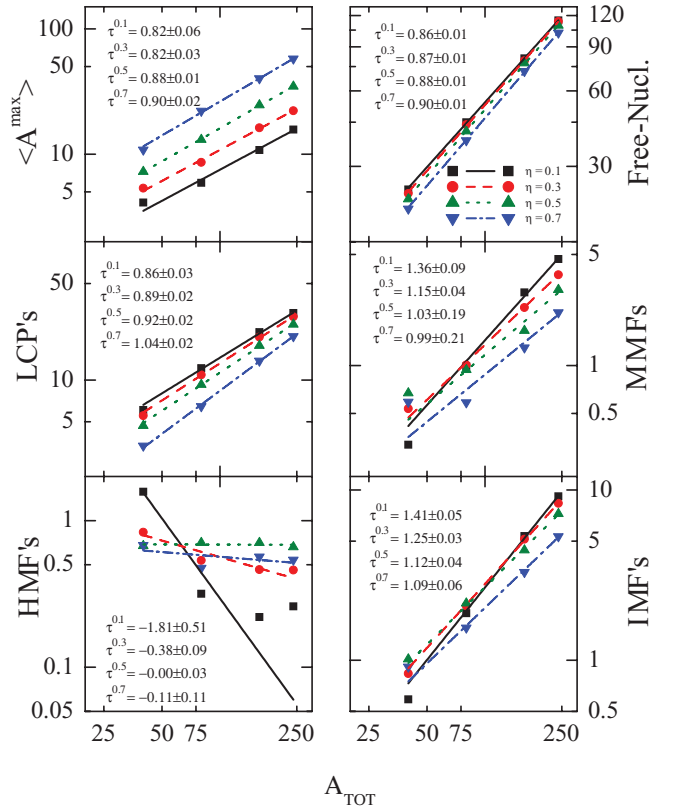 100
50
10
5
<A^max>
τ^0.1 = 0.82±0.06
τ^0.3 = 0.82±0.03
τ^0.5 = 0.88±0.01
τ^0.7 = 0.90±0.02
τ^0.1 = 0.86±0.01
τ^0.3 = 0.87±0.01
τ^0.5 = 0.88±0.01
τ^0.7 = 0.90±0.01
η = 0.1
η = 0.3
η = 0.5
η = 0.7
120
90
60
30
Free-Nucl.
50
10
5
LCP's
τ^0.1 = 0.86±0.03
τ^0.3 = 0.89±0.02
τ^0.5 = 0.92±0.02
τ^0.7 = 1.04±0.02
τ^0.1 = 1.36±0.09
τ^0.3 = 1.15±0.04
τ^0.5 = 1.03±0.19
τ^0.7 = 0.99±0.21
5
1
0.5
MMFs
1
0.5
0.1
0.05
HMF's
τ^0.1 = −1.81±0.51
τ^0.3 = −0.38±0.09
τ^0.5 = −0.00±0.03
τ^0.7 = −0.11±0.11
τ^0.1 = 1.41±0.05
τ^0.3 = 1.25±0.03
τ^0.5 = 1.12±0.04
τ^0.7 = 1.09±0.06
10
5
1
0.5
IMF's
25 50 75 250
25 50 75 250
A_TOT